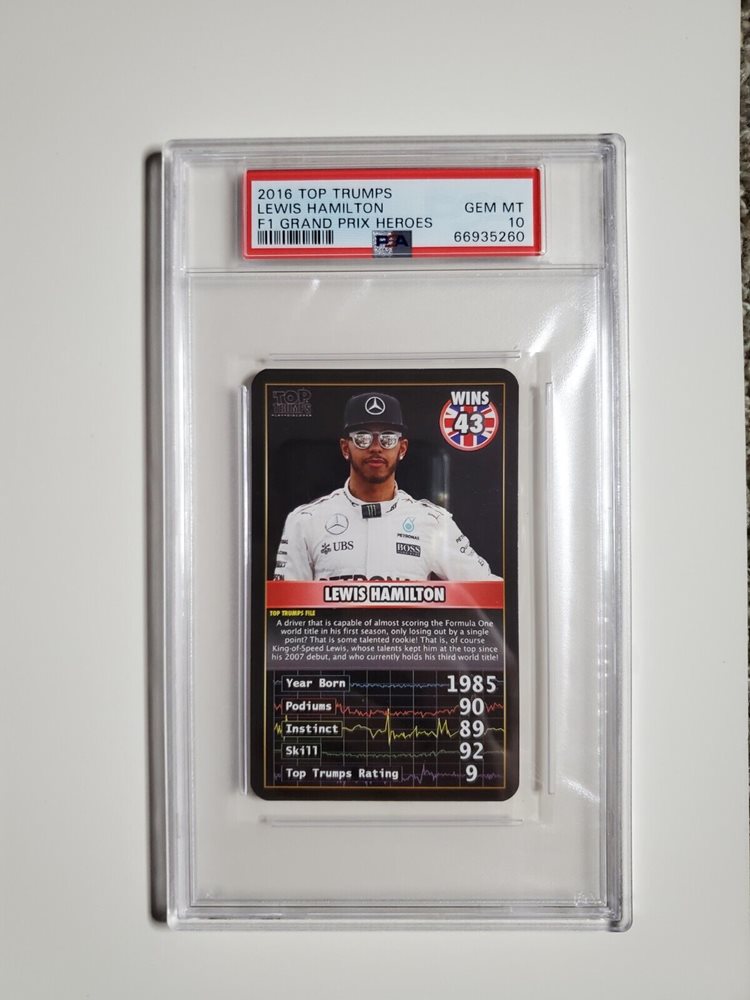 2016 TOP TRUMPS
LEWIS HAMILTON GEM MT
F1 GRAND PRIX HEROES 10
PSA 66935260
TOP TRUMPS
WINS
43
UBS
PETRONAS
BOSS
PETRONAS
LEWIS HAMILTON
TOP TRUMPS FILE
A driver that is capable of almost scoring the Formula One
world title in his first season, only losing out by a single
point? That is some talented rookie! That is, of course
King-of-Speed Lewis, whose talents kept him at the top since
his 2007 debut, and who currently holds his third world title!
Year Born 1985
Podiums 90
Instinct 89
Skill 92
Top Trumps Rating 9